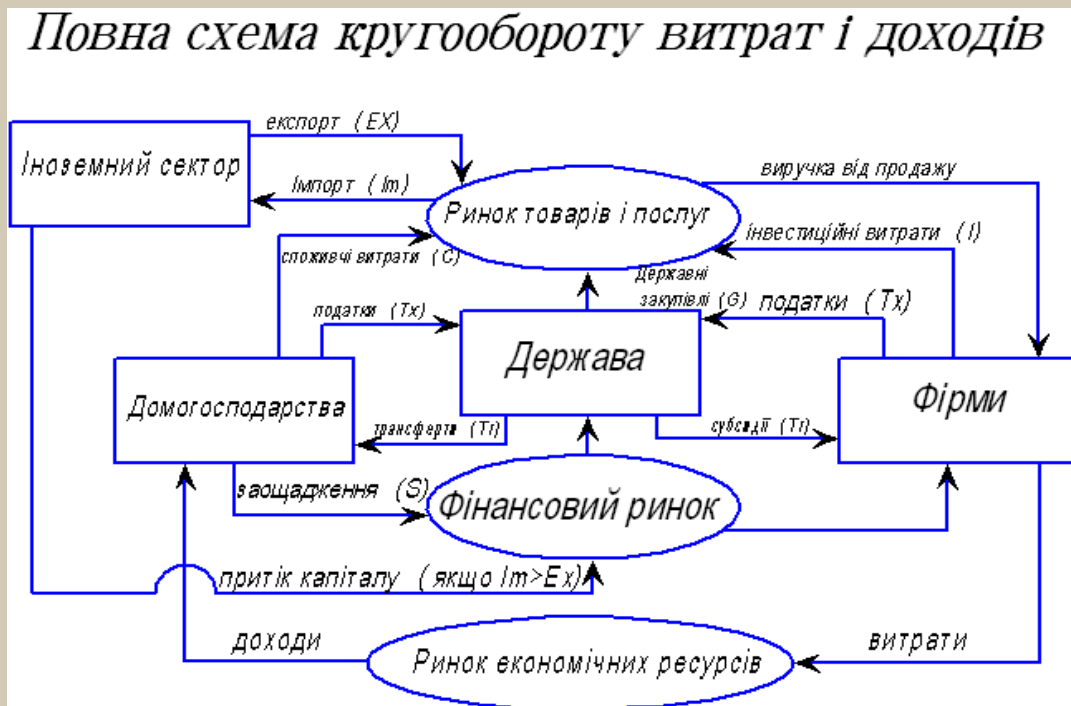 Повна схема кругообороту витрат і доходів
експорт (EX)
Іноземний сектор
Імпорт (Im)
виручка від продажу
Ринок товарів і послуг
інвестиційні витрати (I)
споживчі витрати (C)
Державні
закупівлі (G)
податки (Tx)
податки (Tx)
Держава
Домогосподарства
Фірми
трансферти (Tr)
субсидії (Tr)
заощадження (S)
Фінансовий ринок
притік капіталу (якщо Im>Ex)
доходи
витрати
Ринок економічних ресурсів